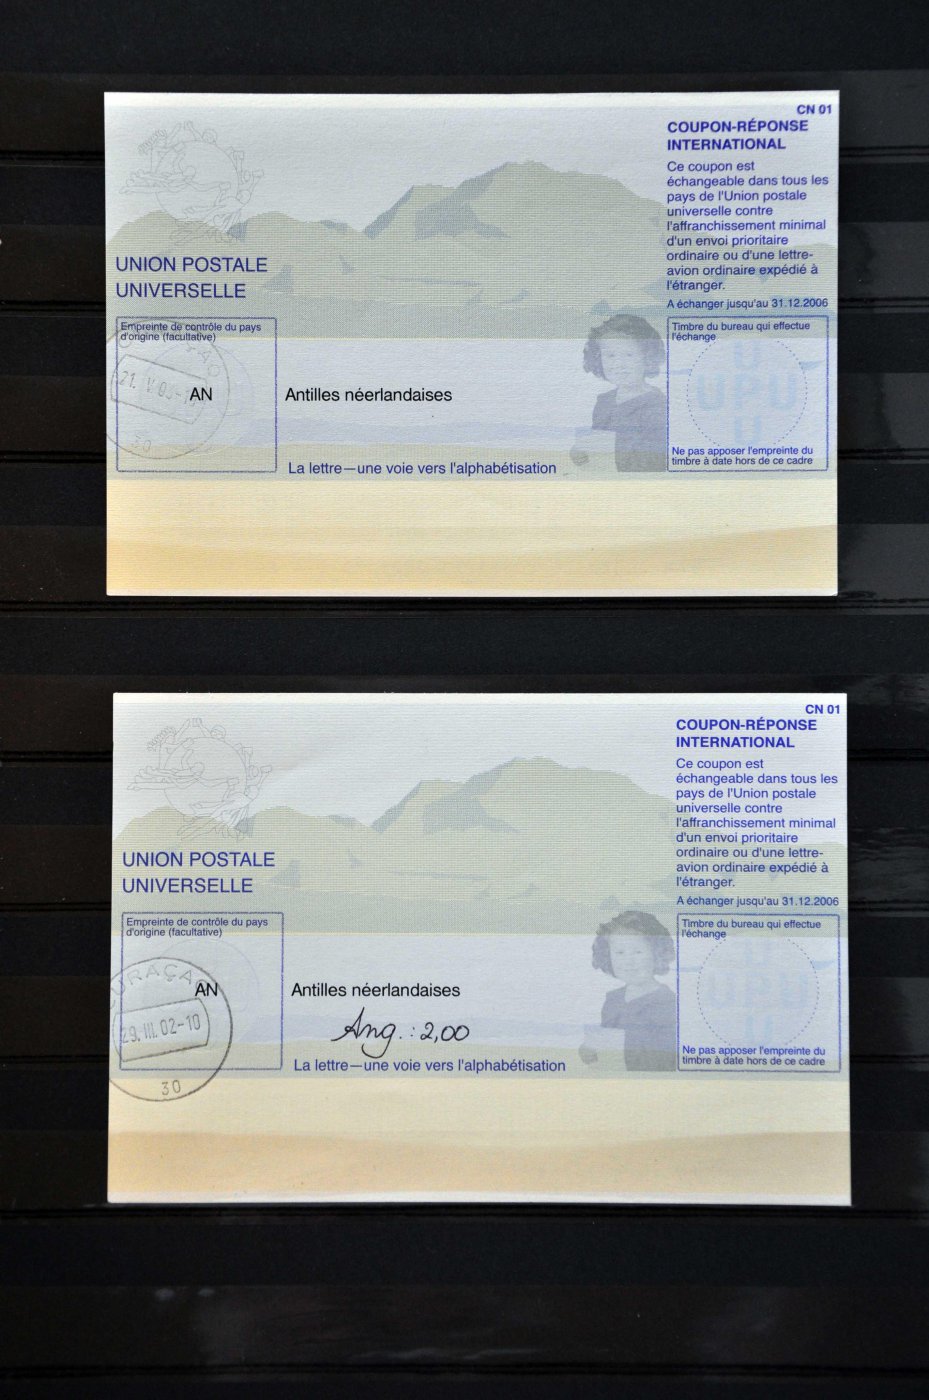 CN 01
COUPON-RÉPONSE
INTERNATIONAL
Ce coupon est
échangeable dans tous les
pays de l'Union postale
universelle contre
l'affranchissement minimal
d'un envoi prioritaire
ordinaire ou d'une lettre-
avion ordinaire expédié à
l'étranger.
A échanger jusqu'au 31.12.2006
UNION POSTALE
UNIVERSELLE
Empreinte de contrôle du pays
d'origine (facultative)
21. V
30
AN
Antilles néerlandaises
La lettre—une voie vers l'alphabétisation
Timbre du bureau qui effectue
l'échange
U
UPU
U
Ne pas apposer l'empreinte du
timbre à date hors de ce cadre
CN 01
COUPON-RÉPONSE
INTERNATIONAL
Ce coupon est
échangeable dans tous les
pays de l'Union postale
universelle contre
l'affranchissement minimal
d'un envoi prioritaire
ordinaire ou d'une lettre-
avion ordinaire expédié à
l'étranger.
A échanger jusqu'au 31.12.2006
UNION POSTALE
UNIVERSELLE
Empreinte de contrôle du pays
d'origine (facultative)
CURAÇAO
29. III. 02-10
30
AN
Antilles néerlandaises
Ang.: 2,00
La lettre—une voie vers l'alphabétisation
Timbre du bureau qui effectue
l'échange
U
UPU
U
Ne pas apposer l'empreinte du
timbre à date hors de ce cadre